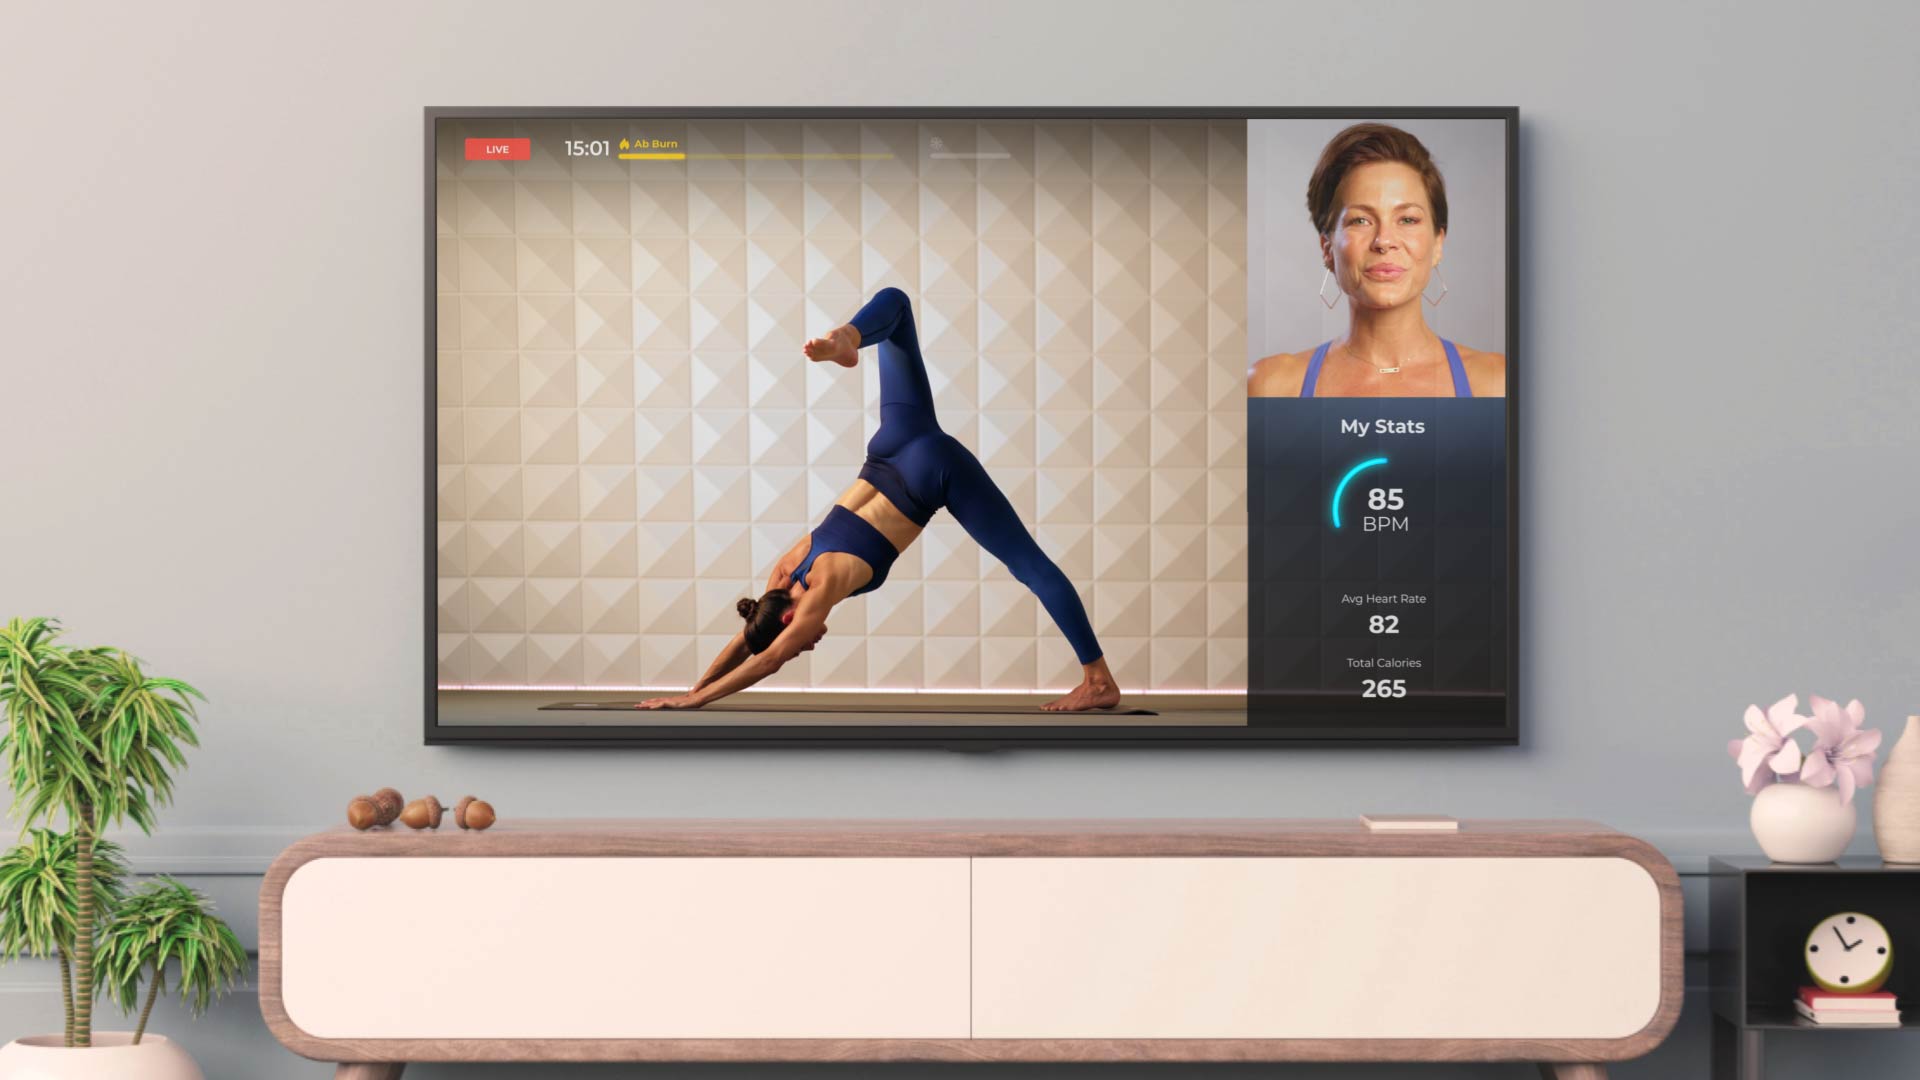 LIVE
15:01
Ab Burn
My Stats
85
BPM
Avg Heart Rate
82
Total Calories
265